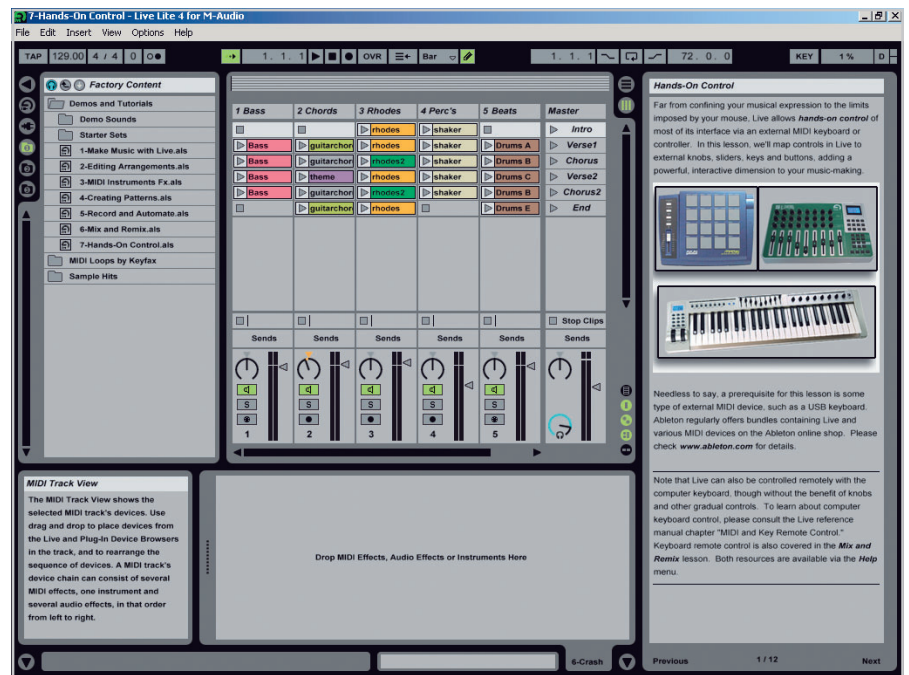 7-Hands-On Control - Live Lite 4 for M-Audio
File Edit Insert View Options Help
TAP 129.00 4 / 4 0 1. 1. 1 OVR Bar 1. 1. 1 72. 0. 0 KEY 1 % D
Factory Content
Demos and Tutorials
Demo Sounds
Starter Sets
1-Make Music with Live.als
2-Editing Arrangements.als
3-MIDI Instruments Fx.als
4-Creating Patterns.als
5-Record and Automate.als
6-Mix and Remix.als
7-Hands-On Control.als
MIDI Loops by Keyfax
Sample Hits
1 Bass 2 Chords 3 Rhodes 4 Perc's 5 Beats Master
rhodes shaker Intro
Bass guitarchor rhodes shaker Drums A Verse1
Bass guitarchor rhodes2 shaker Drums B Chorus
Bass theme rhodes shaker Drums C Verse2
Bass guitarchor rhodes2 shaker Drums B Chorus2
guitarchor rhodes Drums E End
Stop Clips
Sends Sends Sends Sends Sends Sends
S S S S S
1 2 3 4 5
Hands-On Control
Far from confining your musical expression to the limits
imposed by your mouse, Live allows hands-on control of
most of its interface via an external MIDI keyboard or
controller. In this lesson, we'll map controls in Live to
external knobs, sliders, keys and buttons, adding a
powerful, interactive dimension to your music-making.
Needless to say, a prerequisite for this lesson is some
type of external MIDI device, such as a USB keyboard.
Ableton regularly offers bundles containing Live and
various MIDI devices on the Ableton online shop. Please
check www.ableton.com for details.
Note that Live can also be controlled remotely with the
computer keyboard, though without the benefit of knobs
and other gradual controls. To learn about computer
keyboard control, please consult the Live reference
manual chapter "MIDI and Key Remote Control."
Keyboard remote control is also covered in the Mix and
Remix lesson. Both resources are available via the Help
menu.
Previous 1 / 12 Next
MIDI Track View
The MIDI Track View shows the
selected MIDI track's devices. Use
drag and drop to place devices from
the Live and Plug-In Device Browsers
in the track, and to rearrange the
sequence of devices. A MIDI track's
device chain can consist of several
MIDI effects, one instrument and
several audio effects, in that order
from left to right.
Drop MIDI Effects, Audio Effects or Instruments Here
6-Crash